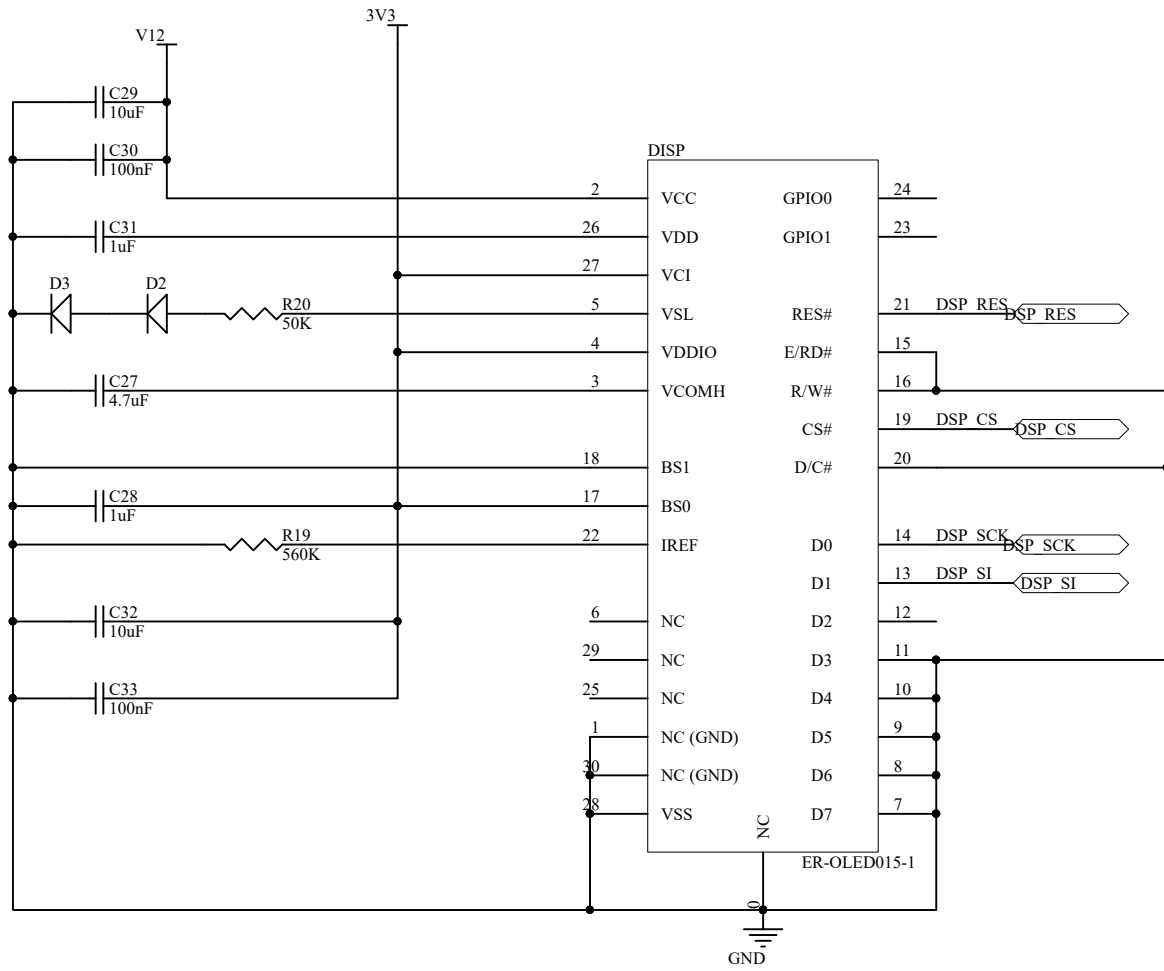 3V3
V12
C29
10uF
C30
100nF
DISP
2 VCC GPIO0 24
C31
1uF
26 VDD GPIO1 23
27 VCI
D3 D2 R20
50K
5 VSL RES# 21 DSP_RES DSP_RES
4 VDDIO E/RD# 15
C27
4.7uF
3 VCOMH R/W# 16
CS# 19 DSP_CS DSP_CS
18 BS1 D/C# 20
C28
1uF
17 BS0
R19
560K
22 IREF D0 14 DSP_SCK DSP_SCK
D1 13 DSP_SI DSP_SI
C32
10uF
6 NC D2 12
29 NC D3 11
C33
100nF
25 NC D4 10
1 NC (GND) D5 9
30 NC (GND) D6 8
28 VSS D7 7
NC
ER-OLED015-1
0
GND